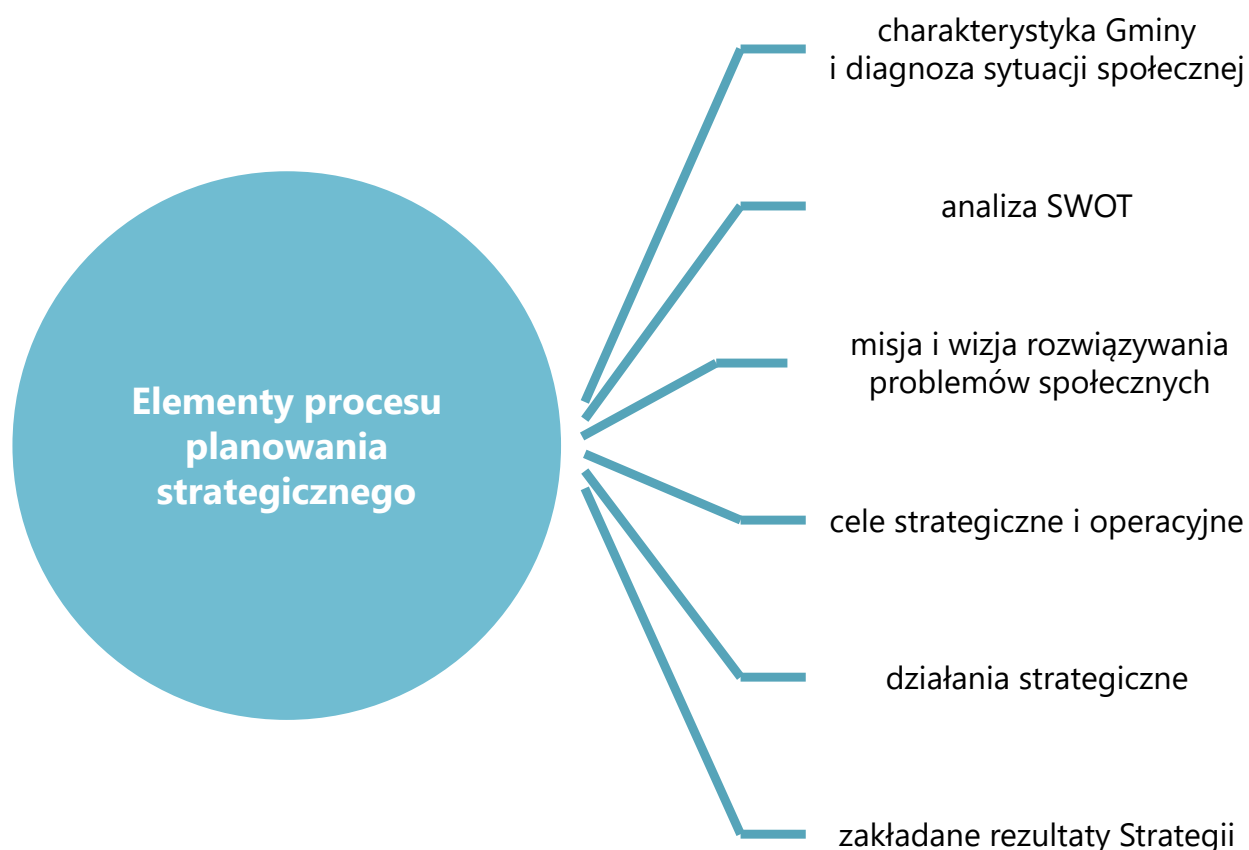 charakterystyka Gminy
i diagnoza sytuacji społecznej
analiza SWOT
misja i wizja rozwiązywania
problemów społecznych
Elementy procesu
planowania
strategicznego
cele strategiczne i operacyjne
działania strategiczne
zakładane rezultaty Strategii